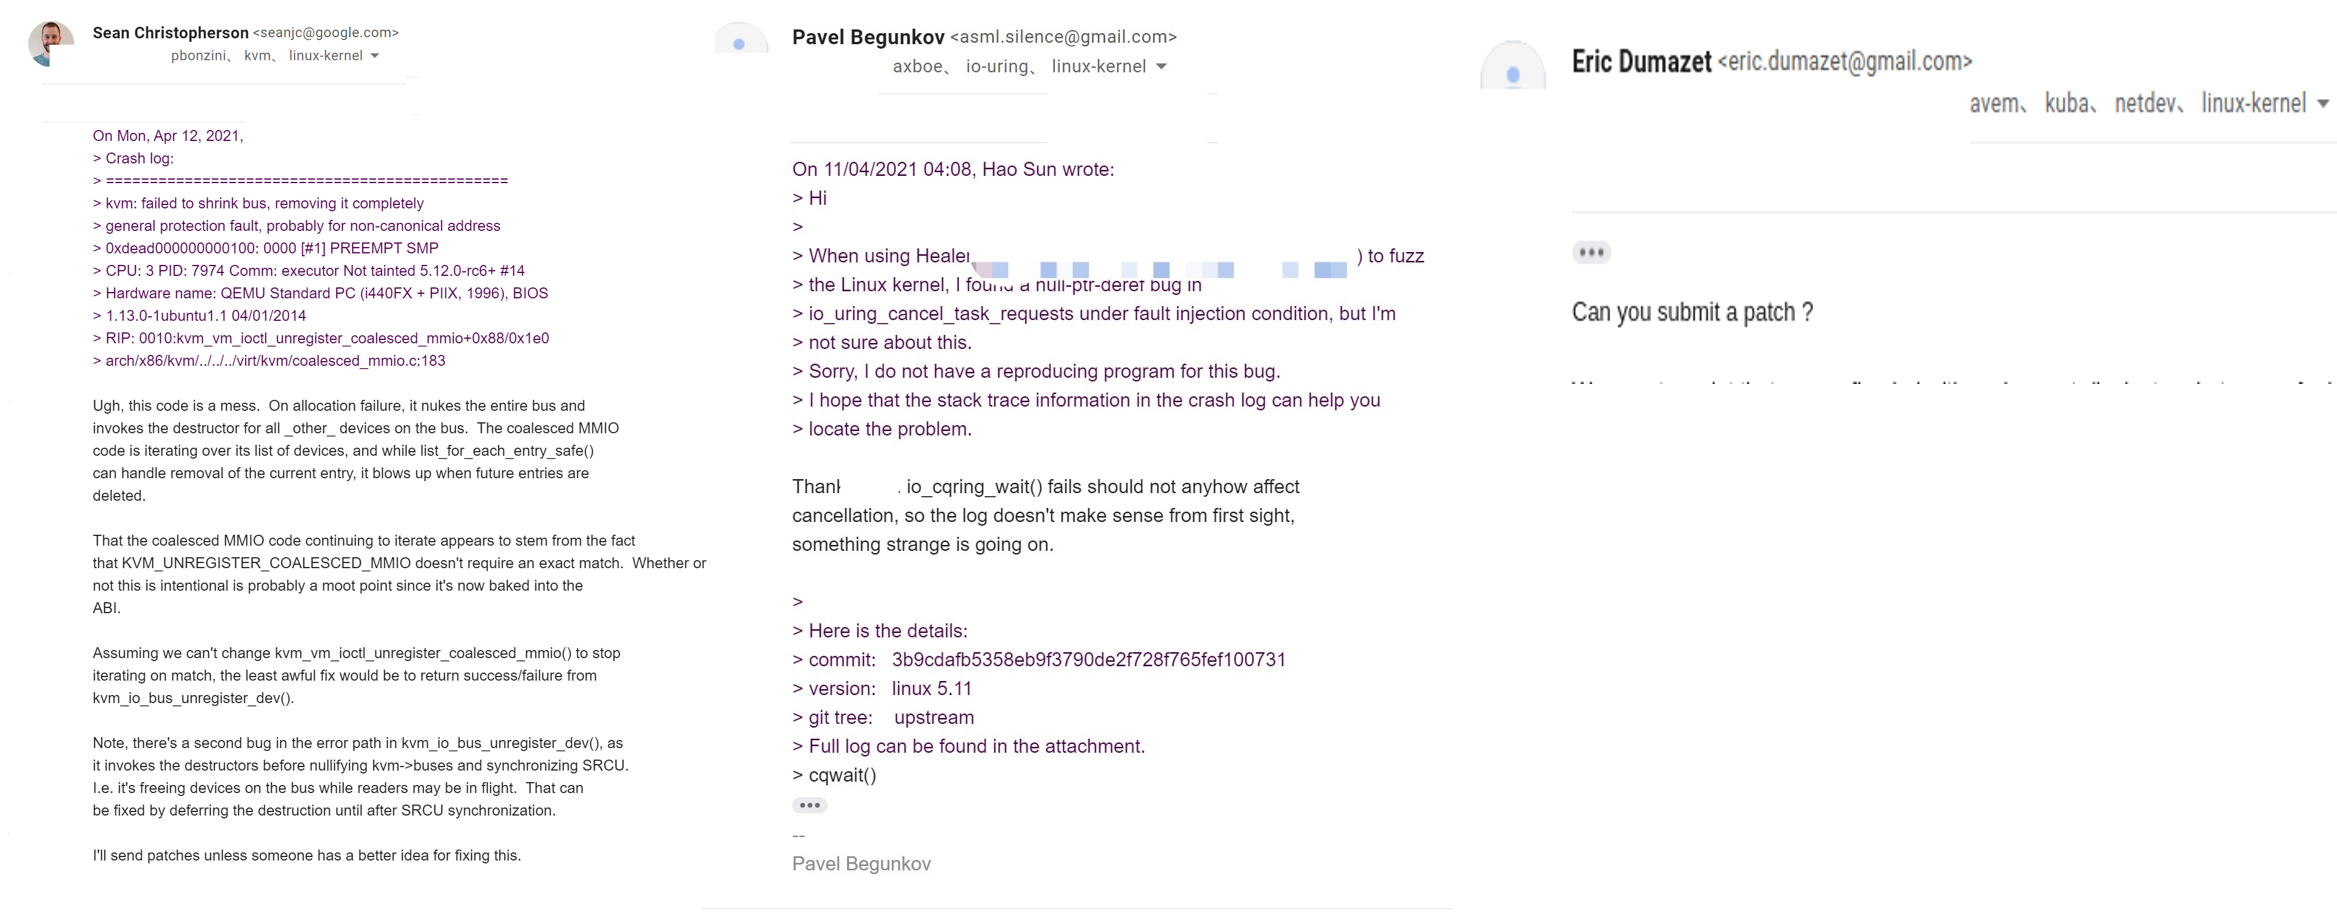 Sean Christopherson <seanjc@google.com>
pbonzini、 kvm、 linux-kernel
On Mon, Apr 12, 2021,
> Crash log:
> =============================================
> kvm: failed to shrink bus, removing it completely
> general protection fault, probably for non-canonical address
> 0xdead000000000100: 0000 [#1] PREEMPT SMP
> CPU: 3 PID: 7974 Comm: executor Not tainted 5.12.0-rc6+ #14
> Hardware name: QEMU Standard PC (i440FX + PIIX, 1996), BIOS
> 1.13.0-1ubuntu1.1 04/01/2014
> RIP: 0010:kvm_vm_ioctl_unregister_coalesced_mmio+0x88/0x1e0
> arch/x86/kvm/../../../virt/kvm/coalesced_mmio.c:183
Ugh, this code is a mess.  On allocation failure, it nukes the entire bus and
invokes the destructor for all _other_ devices on the bus.  The coalesced MMIO
code is iterating over its list of devices, and while list_for_each_entry_safe()
can handle removal of the current entry, it blows up when future entries are
deleted.
That the coalesced MMIO code continuing to iterate appears to stem from the fact
that KVM_UNREGISTER_COALESCED_MMIO doesn't require an exact match.  Whether or
not this is intentional is probably a moot point since it's now baked into the
ABI.
Assuming we can't change kvm_vm_ioctl_unregister_coalesced_mmio() to stop
iterating on match, the least awful fix would be to return success/failure from
kvm_io_bus_unregister_dev().
Note, there's a second bug in the error path in kvm_io_bus_unregister_dev(), as
it invokes the destructors before nullifying kvm->buses and synchronizing SRCU.
I.e. it's freeing devices on the bus while readers may be in flight.  That can
be fixed by deferring the destruction until after SRCU synchronization.
I'll send patches unless someone has a better idea for fixing this.
Pavel Begunkov <asml.silence@gmail.com>
axboe、 io-uring、 linux-kernel
On 11/04/2021 04:08, Hao Sun wrote:
> Hi
>
> When using Healer ) to fuzz
> the Linux kernel, I found a null-ptr-deref bug in
> io_uring_cancel_task_requests under fault injection condition, but I'm
> not sure about this.
> Sorry, I do not have a reproducing program for this bug.
> I hope that the stack trace information in the crash log can help you
> locate the problem.
Thank . io_cqring_wait() fails should not anyhow affect
cancellation, so the log doesn't make sense from first sight,
something strange is going on.
>
> Here is the details:
> commit:   3b9cdafb5358eb9f3790de2f728f765fef100731
> version:   linux 5.11
> git tree:    upstream
> Full log can be found in the attachment.
> cqwait()
--
Pavel Begunkov
Eric Dumazet <eric.dumazet@gmail.com>
avem、 kuba、 netdev、 linux-kernel
Can you submit a patch ?